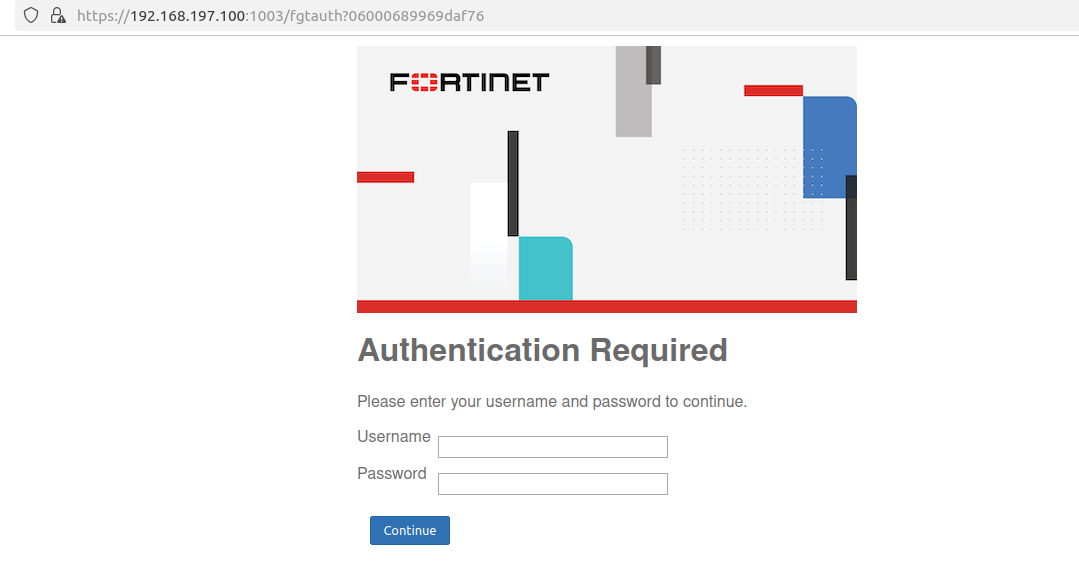 https://192.168.197.100:1003/fgtauth?06000689969daf76
FORTINET
Authentication Required
Please enter your username and password to continue.
Username
Password
Continue